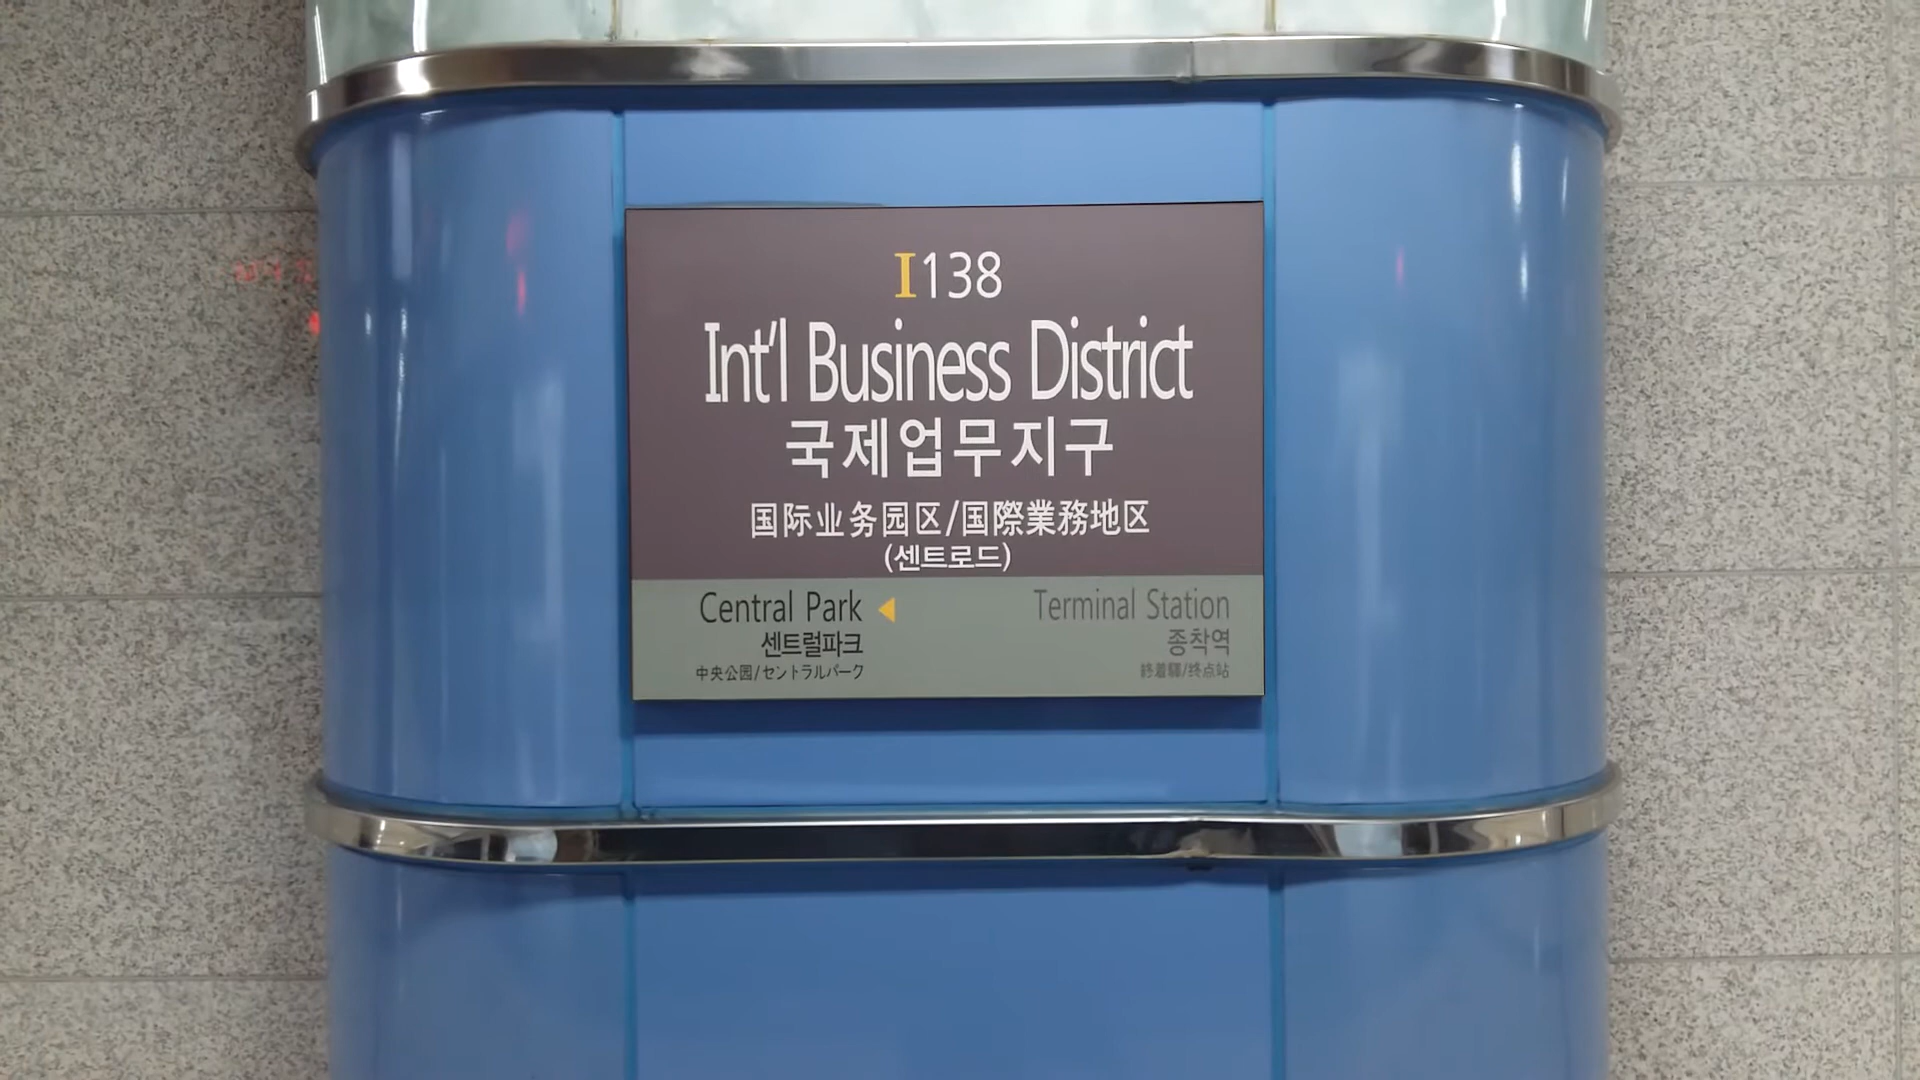 I138
Int'l Business District
국제업무지구
国际业务园区/国際業務地区
(센트로드)
Central Park ◀
센트럴파크
中央公园/セントラルパーク
Terminal Station
종착역
終着驛/终点站